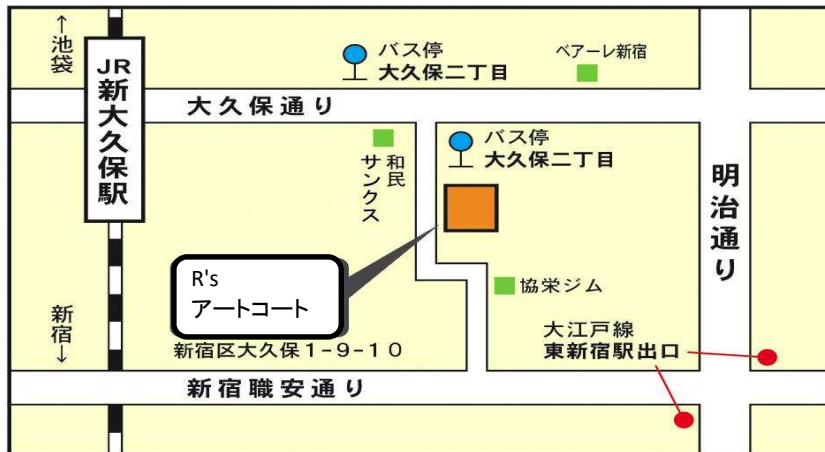 ↑池袋
JR新大久保駅
新宿↓
バス停
大久保二丁目
ベアーレ新宿
大久保通り
和民
サンクス
バス停
大久保二丁目
明治通り
R's
アートコート
協栄ジム
新宿区大久保1-9-10
大江戸線
東新宿駅出口
新宿職安通り